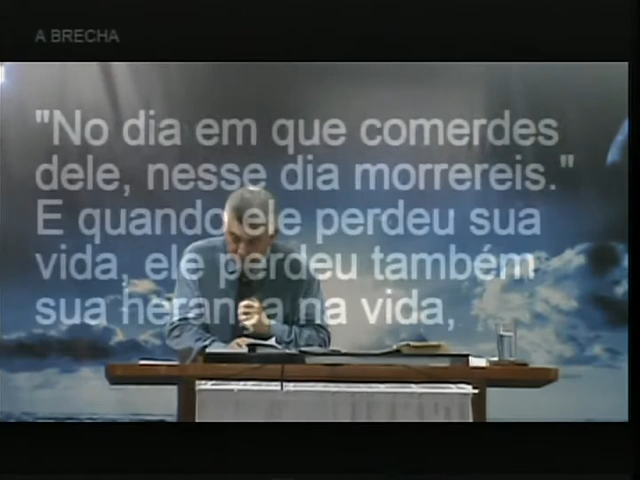 A BRECHA
"No dia em que comerdes
dele, nesse dia morrereis."
E quando ele perdeu sua
vida, ele perdeu também
sua herança na vida,